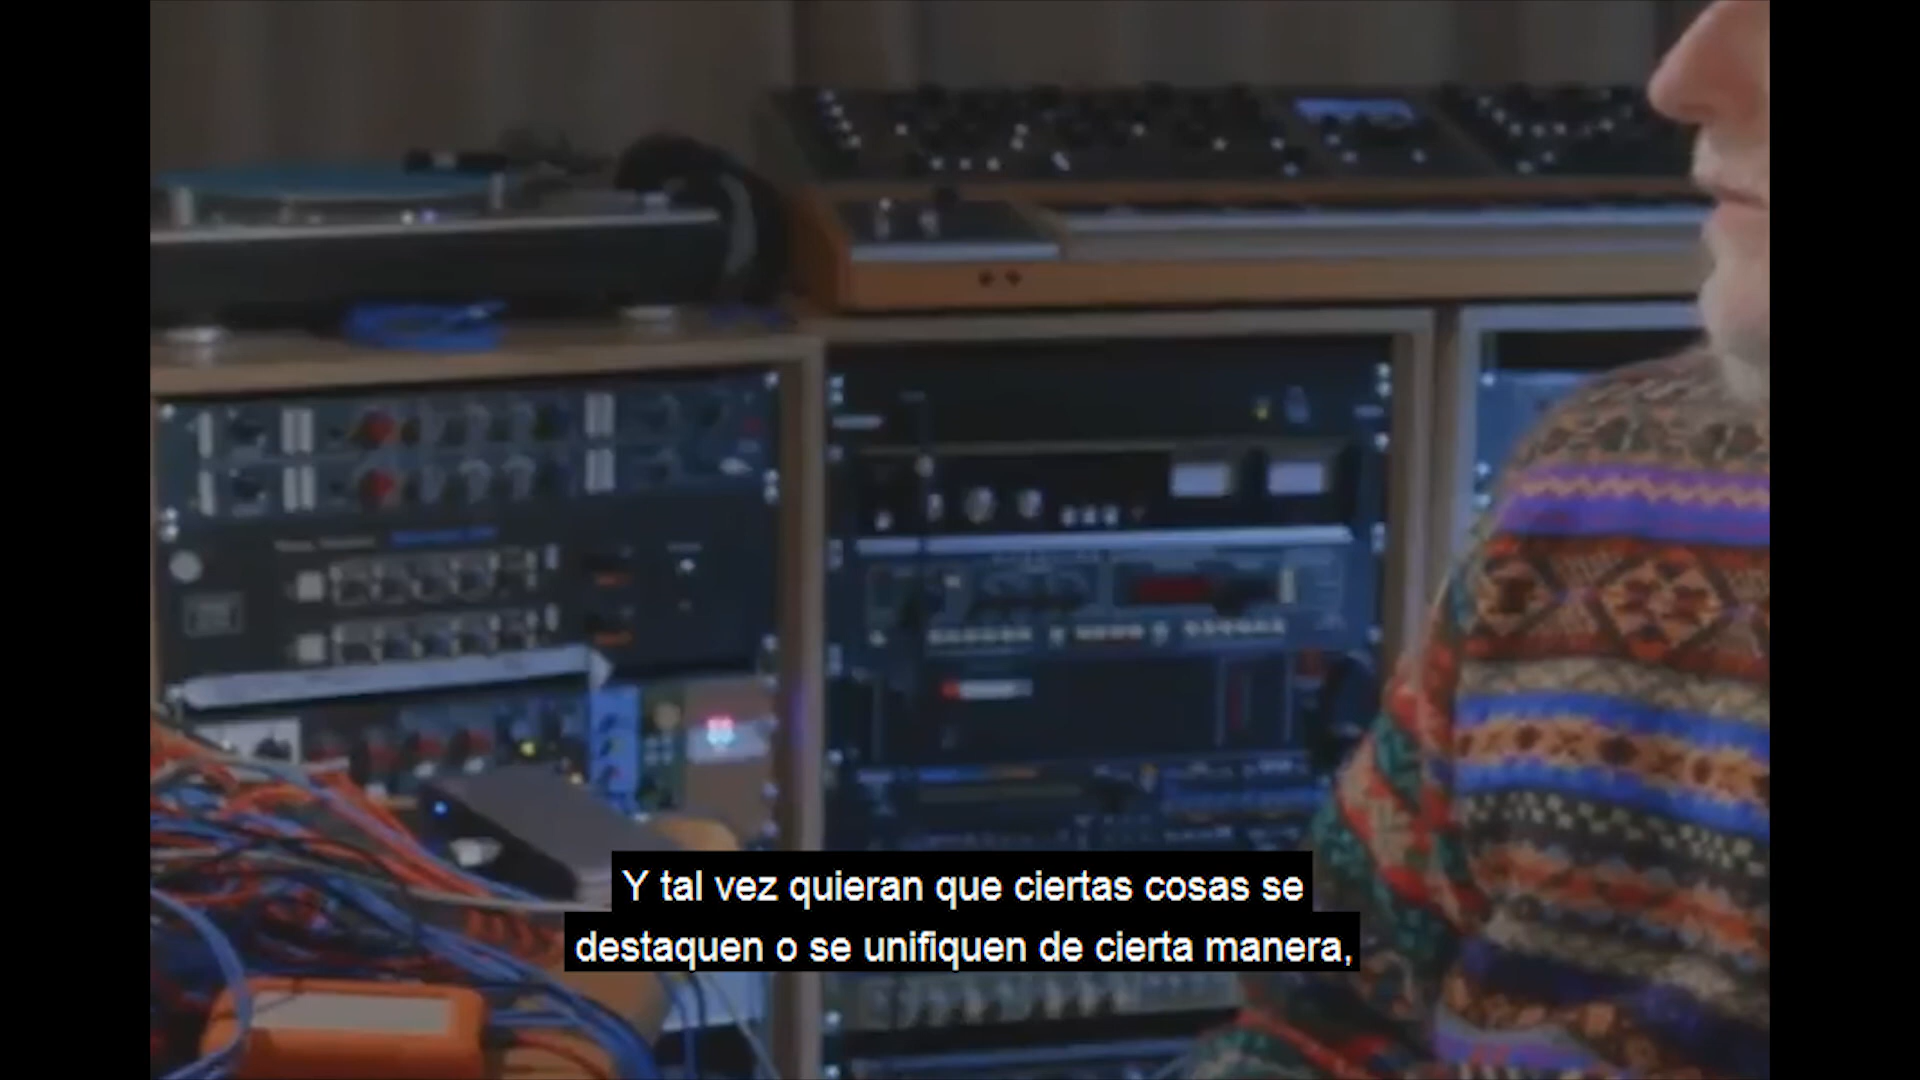 Y tal vez quieran que ciertas cosas se
destaquen o se unifiquen de cierta manera,